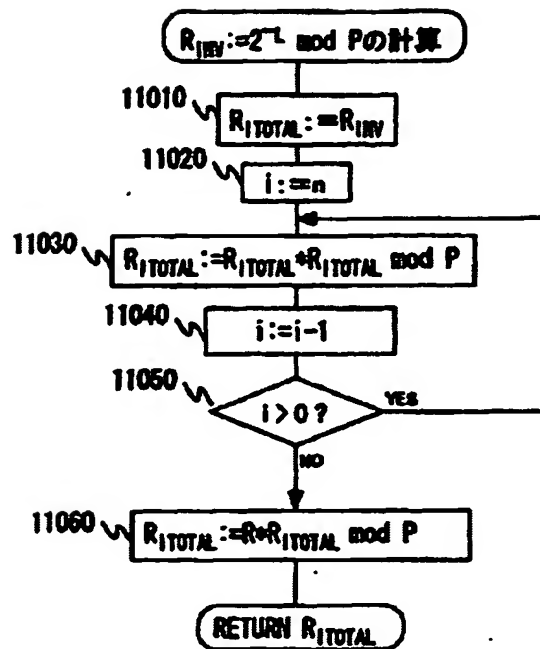 R_INV:=2^-L mod Pの計算
11010
R_ITOTAL:=R_INV
11020
i:=n
11030
R_ITOTAL:=R_ITOTAL*R_ITOTAL mod P
11040
i:=i-1
11050
i>0?
YES
NO
11060
R_ITOTAL:=R*R_ITOTAL mod P
RETURN R_ITOTAL